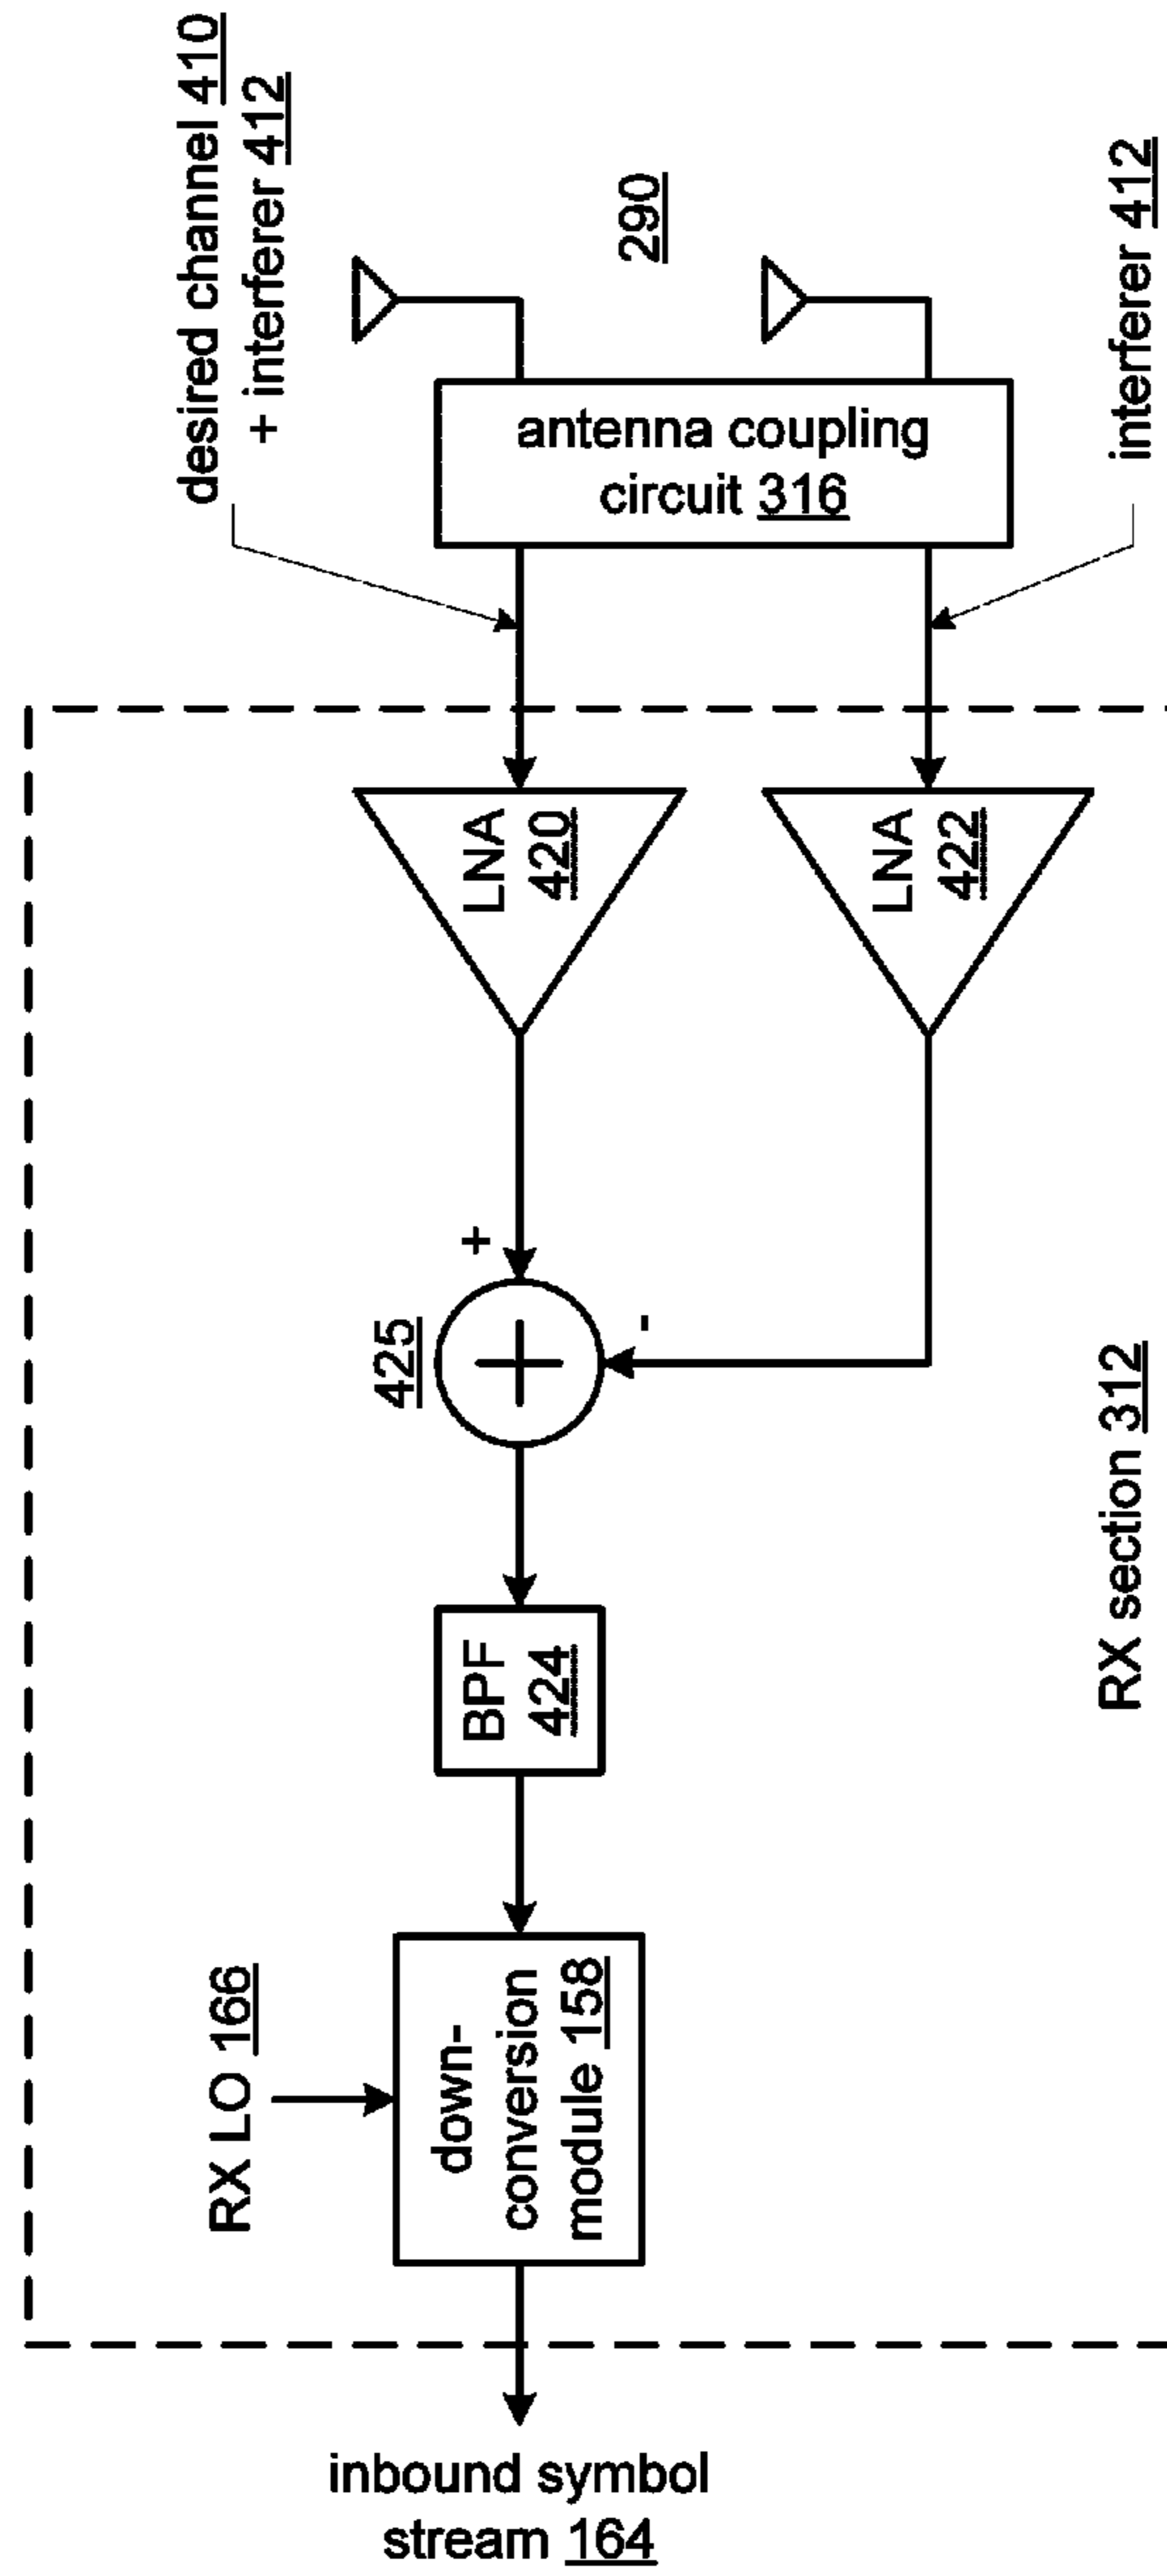 desired channel 410
+ interferer 412
290
antenna coupling
circuit 316
interferer 412
LNA
420
LNA
422
+
-
425
BPF
424
RX LO 166
down-
conversion
module 158
RX section 312
inbound symbol
stream 164